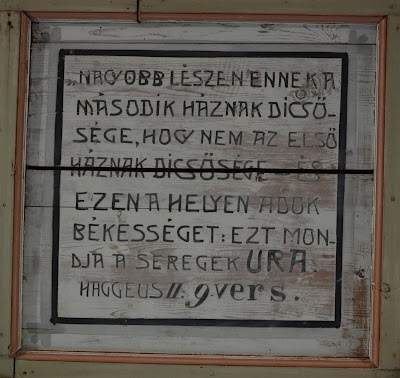 „NAGYOBB LÉSZEN ENNEK A
MÁSODIK HÁZNAK DICSŐ-
SÉGE, HOGY NEM AZ ELSŐ
HÁZNAK DICSŐSÉGE – ÉS
EZEN A HELYEN ADOK
BÉKESSÉGET: EZT MON-
DJA A SEREGEK URA.
HAGGEUS II: 9. vers.